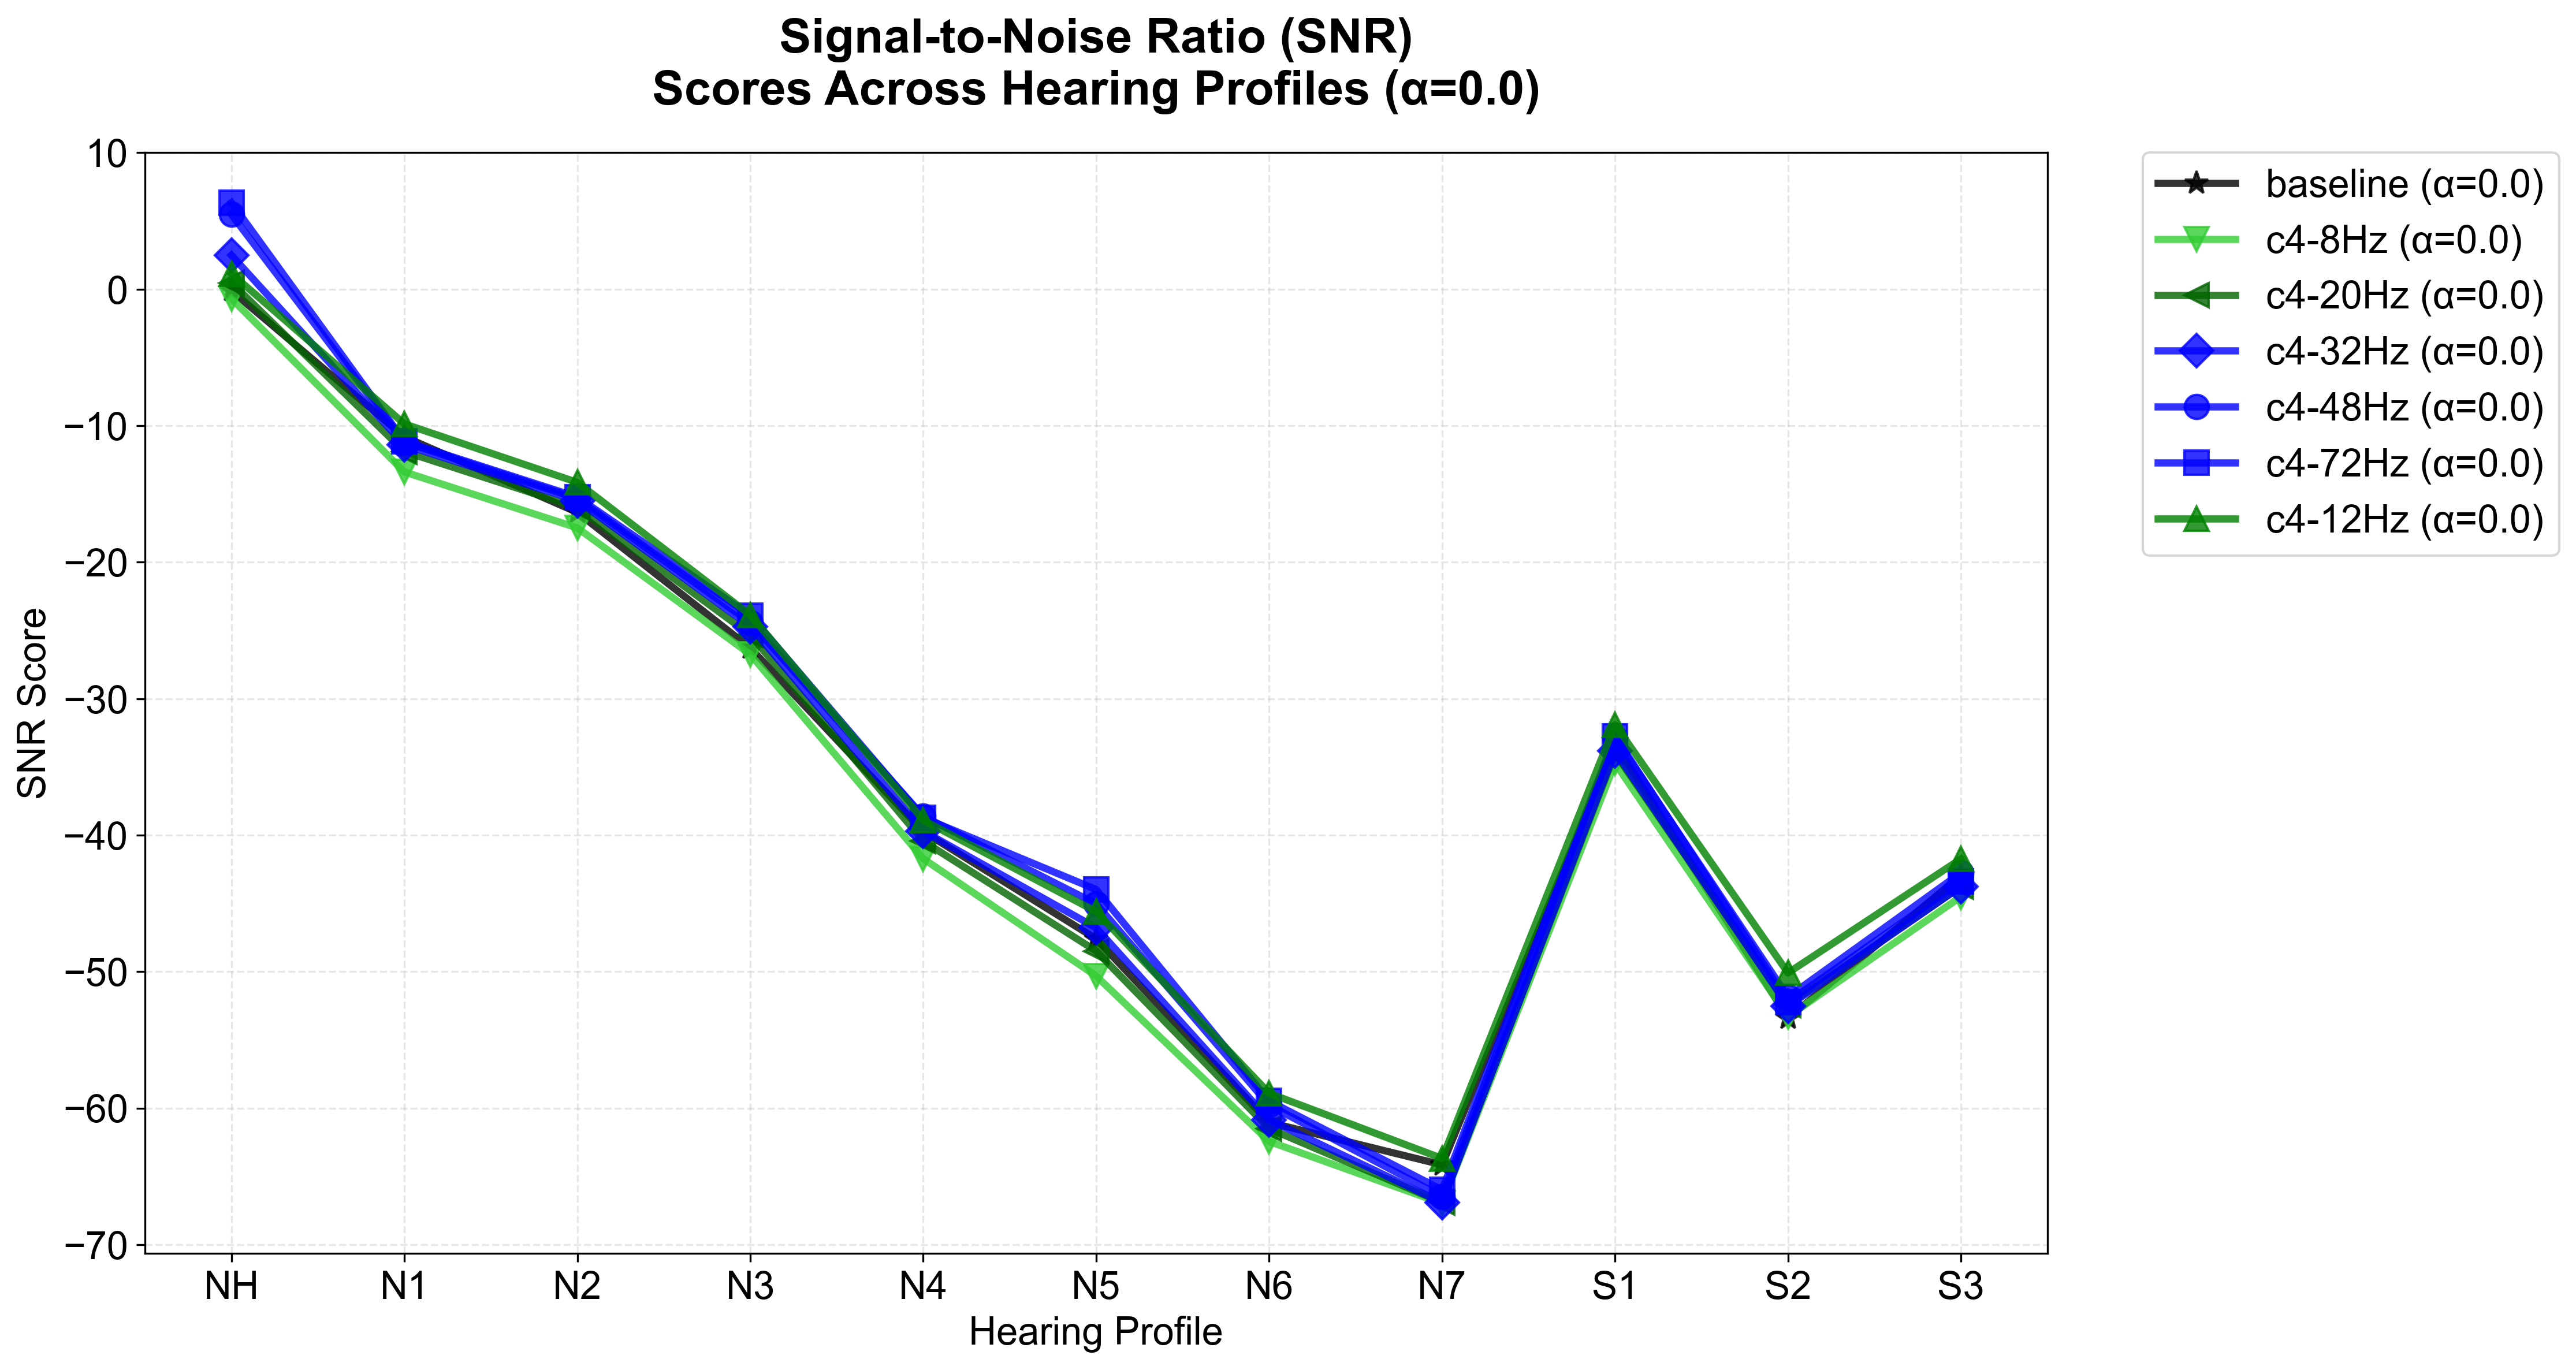 Signal-to-Noise Ratio (SNR)
Scores Across Hearing Profiles (α=0.0)
10
0
−10
−20
−30
−40
−50
−60
−70
SNR Score
NH N1 N2 N3 N4 N5 N6 N7 S1 S2 S3
Hearing Profile
baseline (α=0.0)
c4-8Hz (α=0.0)
c4-20Hz (α=0.0)
c4-32Hz (α=0.0)
c4-48Hz (α=0.0)
c4-72Hz (α=0.0)
c4-12Hz (α=0.0)